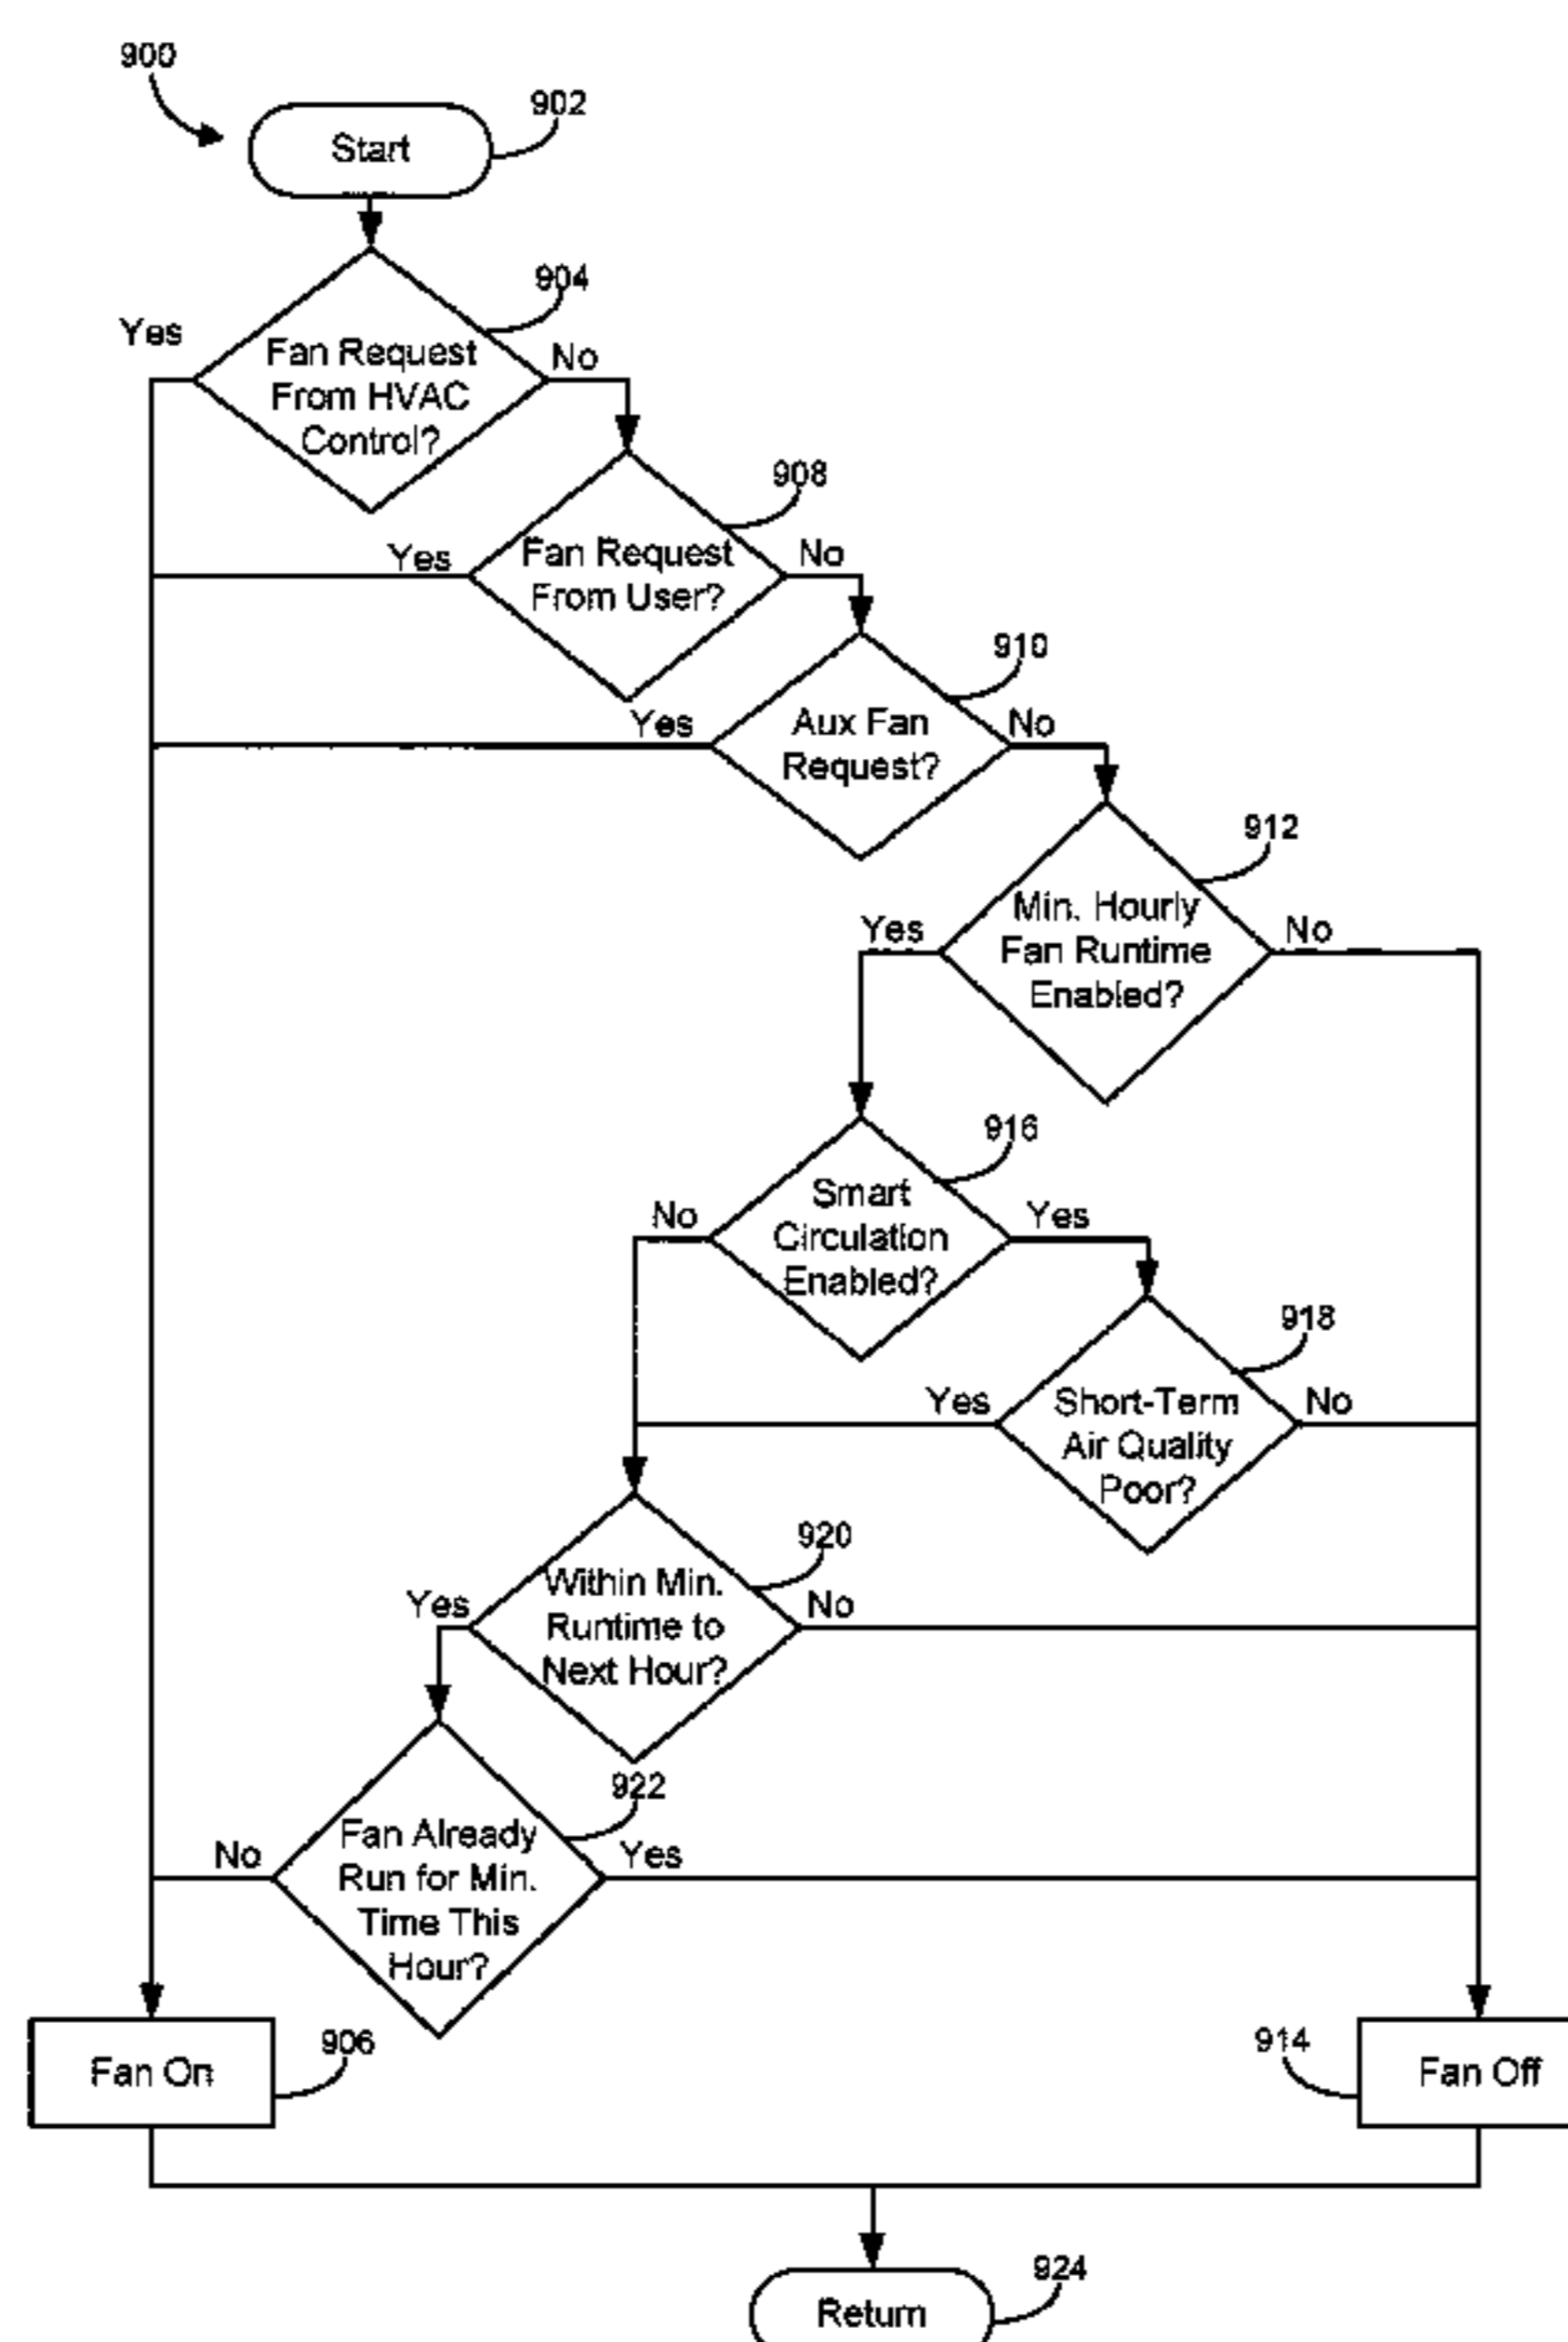 900
902
Start
904
Yes
Fan Request
From HVAC
Control?
No
908
Yes
Fan Request
From User?
No
910
Yes
Aux Fan
Request?
No
912
Yes
Min. Hourly
Fan Runtime
Enabled?
No
916
No
Smart
Circulation
Enabled?
Yes
918
Yes
Short-Term
Air Quality
Poor?
No
920
Yes
Within Min.
Runtime to
Next Hour?
No
922
No
Fan Already
Run for Min.
Time This
Hour?
Yes
Fan On
906
914
Fan Off
924
Return